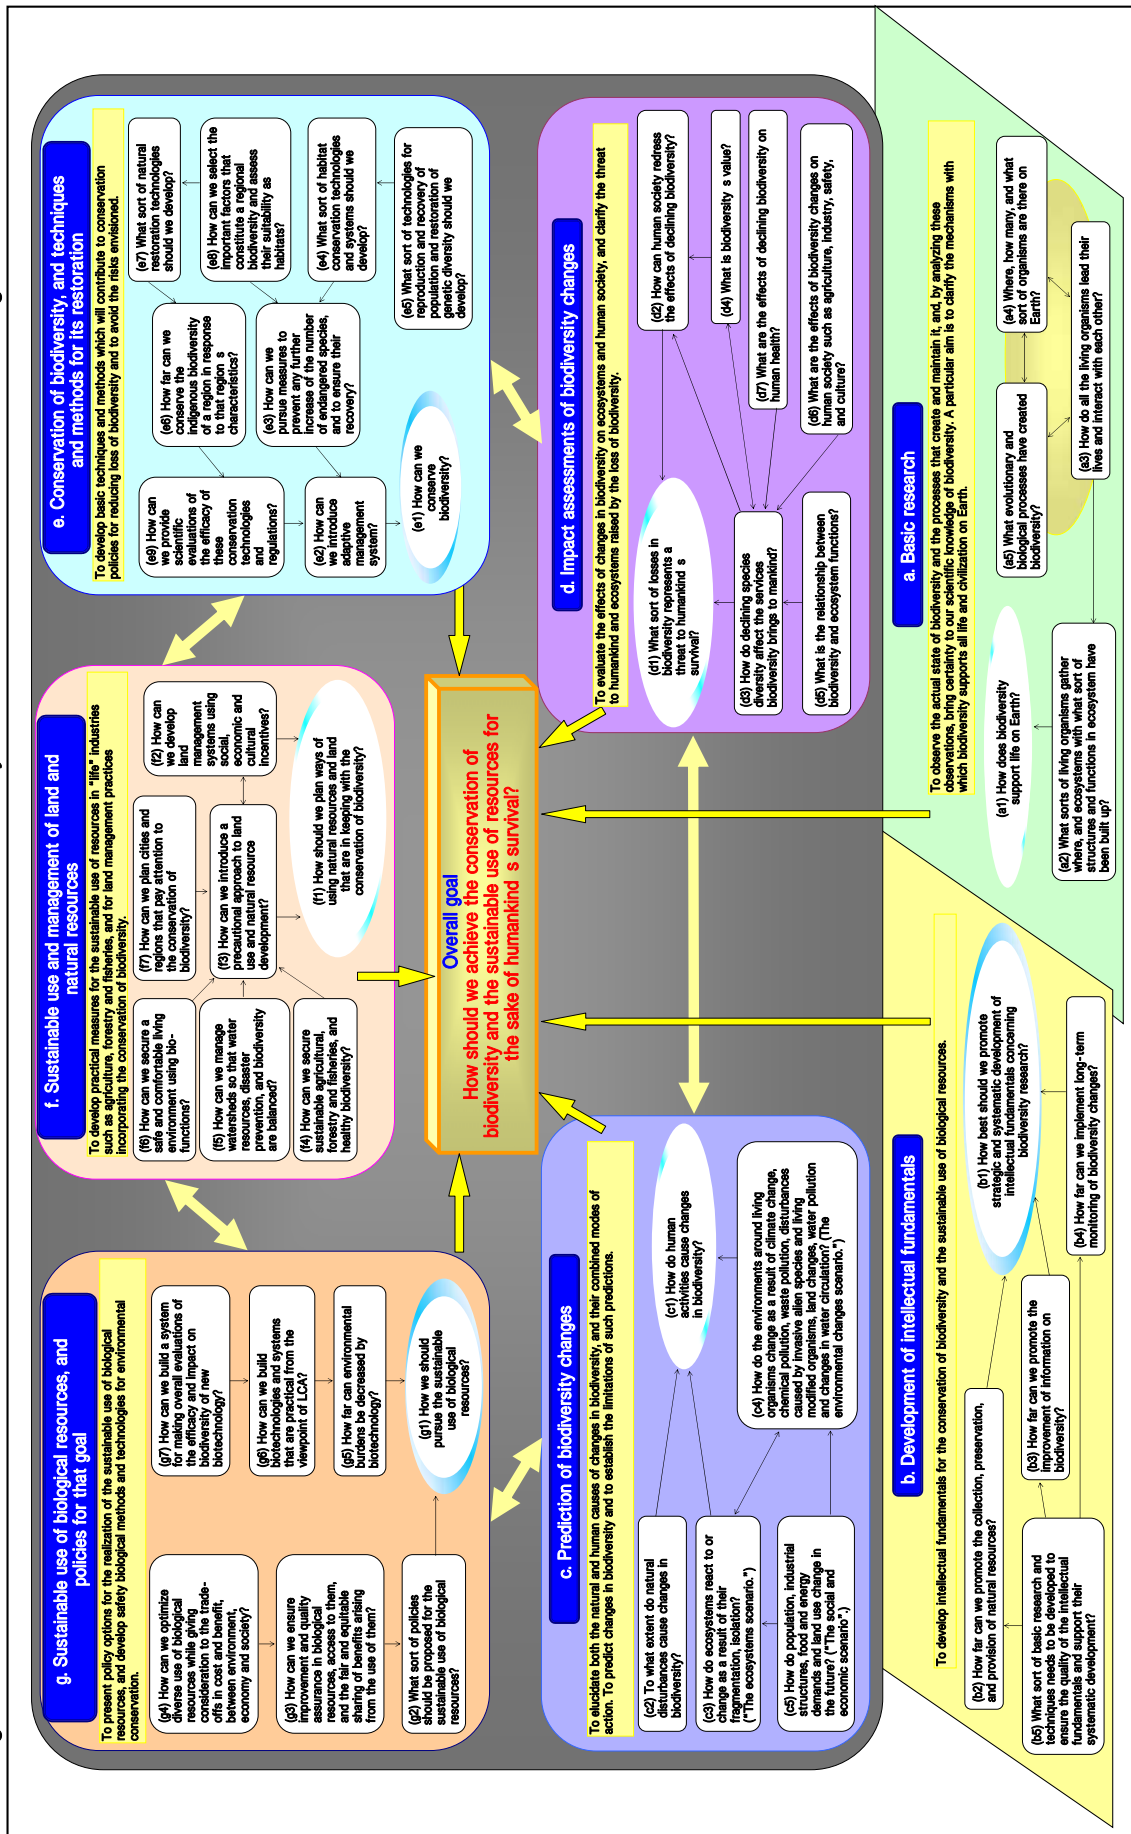 g. Sustainable use of biological resources, and
policies for that goal
To present policy options for the realization of the sustainable use of biological
resources, and develop safety biological methods and technologies for environmental
conservation.
(g4) How can we optimize
diverse use of biological
resources while giving
consideration to the trade-
offs in cost and benefit,
between environment,
economy and society?
(g3) How can we ensure
improvement and quality
assurance in biological
resources, access to them,
and the fair and equitable
sharing of benefits arising
from the use of them?
(g2) What sort of policies
should be proposed for the
sustainable use of biological
resources?
(g7) How can we build a system
for making overall evaluations of
the efficacy and impact on
biodiversity of new
biotechnology?
(g6) How can we build
biotechnologies and systems
that are practical from the
viewpoint of LCA?
(g5) How far can environmental
burdens be decreased by
biotechnology?
(g1) How we should
pursue the sustainable
use of biological
resources?
f. Sustainable use and management of land and
natural resources
To develop practical measures for the sustainable use of resources in "life" industries
such as agriculture, forestry and fisheries, and for land management practices
incorporating the conservation of biodiversity.
(f6) How can we secure a
safe and comfortable living
environment using bio-
functions?
(f5) How can we manage
watersheds so that water
resources, disaster
prevention, and biodiversity
are balanced?
(f4) How can we secure
sustainable agricultural,
forestry and fisheries, and
healthy biodiversity?
(f7) How can we plan cities and
regions that pay attention to
the conservation of
biodiversity?
(f3) How can we introduce a
precautional approach to land
use and natural resource
development?
(f2) How can
we develop
land
management
systems using
social,
economic and
cultural
incentives?
(f1) How should we plan ways of
using natural resources and land
that are in keeping with the
conservation of biodiversity?
e. Conservation of biodiversity, and techniques
and methods for its restoration
To develop basic techniques and methods which will contribute to conservation
policies for reducing loss of biodiversity and to avoid the risks envisioned.
(e9) How can
we provide
scientific
evaluations of
the efficacy of
these
conservation
technologies
and
regulations?
(e2) How can
we introduce
adaptive
management
system?
(e6) How far can we
conserve the
indigenous biodiversity
of a region in response
to that region s
characteristics?
(e3) How can we
pursue measures to
prevent any further
increase of the number
of endangered species,
and to ensure their
recovery?
(e7) What sort of natural
restoration technologies
should we develop?
(e8) How can we select the
important factors that
constitute a regional
biodiversity and assess
their suitability as
habitats?
(e4) What sort of habitat
conservation technologies
and systems should we
develop?
(e5) What sort of technologies for
reproduction and recovery of
population and restoration of
genetic diversity should we
develop?
(e1) How can we
conserve
biodiversity?
Overall goal
How should we achieve the conservation of
biodiversity and the sustainable use of resources for
the sake of humankind s survival?
c. Prediction of biodiversity changes
To elucidate both the natural and human causes of changes in biodiversity, and their combined modes of
action. To predict changes in biodiversity and to establish the limitations of such predictions.
(c2) To what extent do natural
disturbances cause changes in
biodiversity?
(c3) How do ecosystems react to or
change as a result of their
fragmentation, isolation?
("The ecosystems scenario.")
(c5) How do population, industrial
structures, food and energy
demands and land use change in
the future? ("The social and
economic scenario".)
(c1) How do human
activities cause changes
in biodiversity?
(c4) How do the environments around living
organisms change as a result of climate change,
chemical pollution, waste pollution, disturbances
caused by invasive alien species and living
modified organisms, land changes, water pollution
and changes in water circulation? (The
environmental changes scenario.")
d. Impact assessments of biodiversity changes
To evaluate the effects of changes in biodiversity on ecosystems and human society, and clarify the threat
to humankind and ecosystems raised by the loss of biodiversity.
(d1) What sort of losses in
biodiversity represents a
threat to humankind s
survival?
(d3) How do declining species
diversity affect the services
biodiversity brings to mankind?
(d5) What is the relationship between
biodiversity and ecosystem functions?
(d2) How can human society redress
the effects of declining biodiversity?
(d4) What is biodiversity s value?
(d7) What are the effects of declining biodiversity on
human health?
(d6) What are the effects of biodiversity changes on
human society such as agriculture, industry, safety,
and culture?
b. Development of intellectual fundamentals
To develop intellectual fundamentals for the conservation of biodiversity and the sustainable use of biological resources.
(b2) How far can we promote the collection, preservation,
and provision of natural resources?
(b5) What sort of basic research and
techniques needs to be developed to
ensure the quality of the intellectual
fundamentals and support their
systematic development?
(b3) How far can we promote the
improvement of information on
biodiversity?
(b1) How best should we promote
strategic and systematic development of
intellectual fundamentals concerning
biodiversity research?
(b4) How far can we implement long-term
monitoring of biodiversity changes?
a. Basic research
To observe the actual state of biodiversity and the processes that create and maintain it, and, by analyzing these
observations, bring certainty to our scientific knowledge of biodiversity. A particular aim is to clarify the mechanisms with
which biodiversity supports all life and civilization on Earth.
(a1) How does biodiversity
support life on Earth?
(a2) What sorts of living organisms gather
where, and ecosystems with what sort of
structures and functions in ecosystem have
been built up?
(a5) What evolutionary and
biological processes have created
biodiversity?
(a4) Where, how many, and what
sort of organisms are there on
Earth?
(a3) How do all the living organisms lead their
lives and interact with each other?